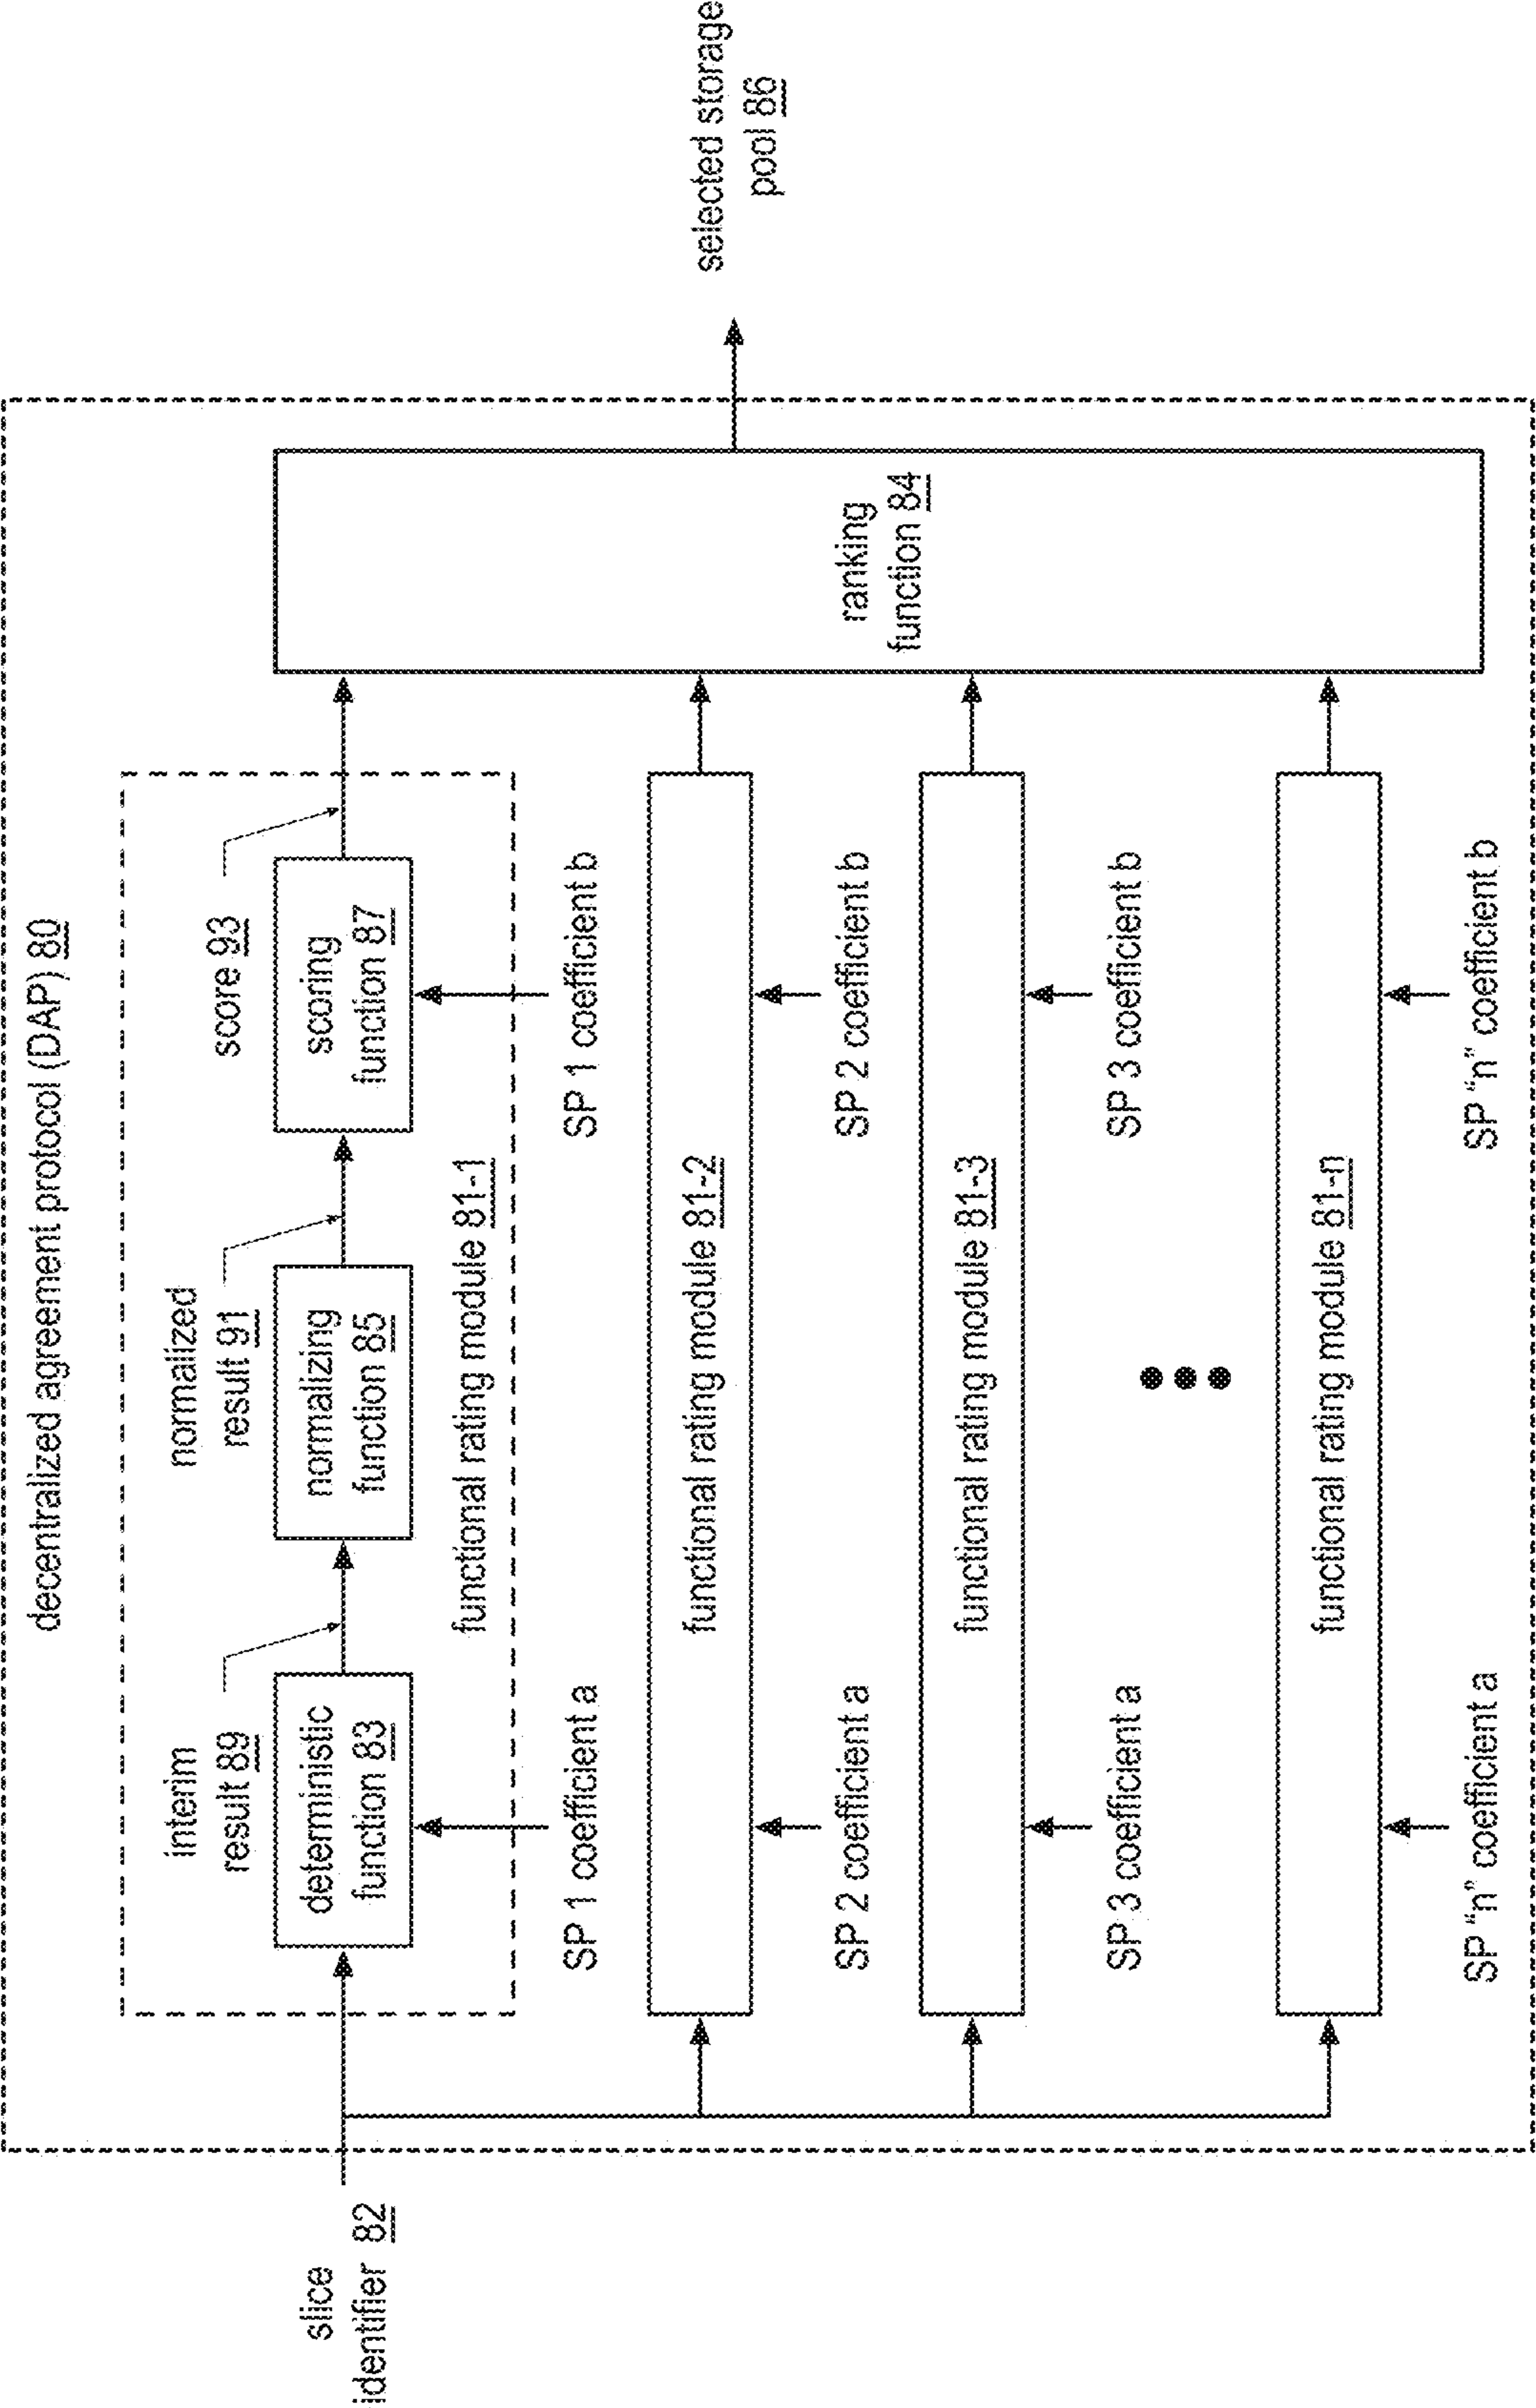 decentralized agreement protocol (DAP) 80
slice
identifier 82
interim
result 89
normalized
result 91
score 93
deterministic
function 83
normalizing
function 85
scoring
function 87
functional rating module 81-1
SP 1 coefficient a
SP 1 coefficient b
functional rating module 81-2
SP 2 coefficient a
SP 2 coefficient b
functional rating module 81-3
SP 3 coefficient a
SP 3 coefficient b
functional rating module 81-n
SP "n" coefficient a
SP "n" coefficient b
ranking
function 84
selected storage
pool 86